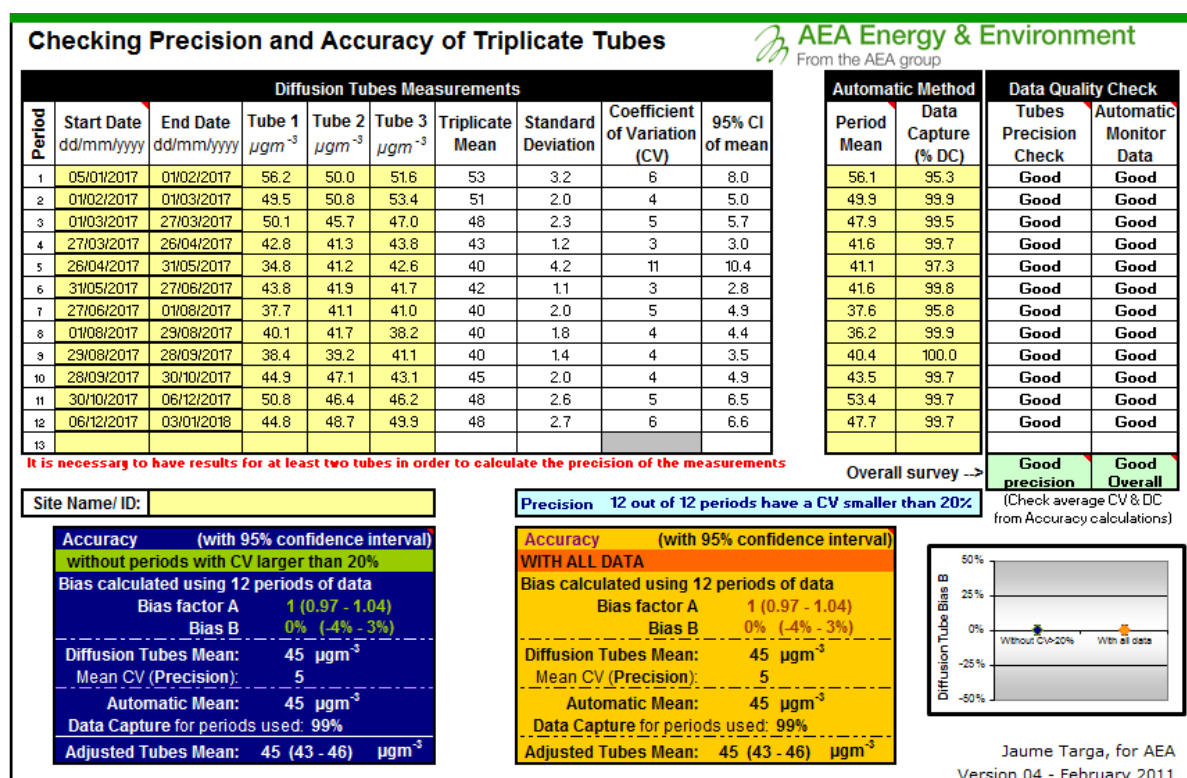 Checking Precision and Accuracy of Triplicate Tubes
AEA Energy & Environment
From the AEA group
Diffusion Tubes Measurements
Period Start Date dd/mm/yyyy End Date dd/mm/yyyy Tube 1 µgm-3 Tube 2 µgm-3 Tube 3 µgm-3 Triplicate Mean Standard Deviation Coefficient of Variation (CV) 95% CI of mean
1 05/01/2017 01/02/2017 56.2 50.0 51.6 53 3.2 6 8.0
2 01/02/2017 01/03/2017 49.5 50.8 53.4 51 2.0 4 5.0
3 01/03/2017 27/03/2017 50.1 45.7 47.0 48 2.3 5 5.7
4 27/03/2017 26/04/2017 42.8 41.3 43.8 43 1.2 3 3.0
5 26/04/2017 31/05/2017 34.8 41.2 42.6 40 4.2 11 10.4
6 31/05/2017 27/06/2017 43.8 41.9 41.7 42 1.1 3 2.8
7 27/06/2017 01/08/2017 37.7 41.1 41.0 40 2.0 5 4.9
8 01/08/2017 29/08/2017 40.1 41.7 38.2 40 1.8 4 4.4
9 29/08/2017 28/09/2017 38.4 39.2 41.1 40 1.4 4 3.5
10 28/09/2017 30/10/2017 44.9 47.1 43.1 45 2.0 4 4.9
11 30/10/2017 06/12/2017 50.8 46.4 46.2 48 2.6 5 6.5
12 06/12/2017 03/01/2018 44.8 48.7 49.9 48 2.7 6 6.6
13
It is necessary to have results for at least two tubes in order to calculate the precision of the measurements
Automatic Method
Period Mean Data Capture (% DC)
56.1 95.3
49.9 99.9
47.9 99.5
41.6 99.7
41.1 97.3
41.6 99.8
37.6 95.8
36.2 99.9
40.4 100.0
43.5 99.7
53.4 99.7
47.7 99.7
Data Quality Check
Tubes Precision Check Automatic Monitor Data
Good Good
Good Good
Good Good
Good Good
Good Good
Good Good
Good Good
Good Good
Good Good
Good Good
Good Good
Good Good
Overall survey -->
Good precision Good Overall
(Check average CV & DC
from Accuracy calculations)
Site Name/ ID:
Precision 12 out of 12 periods have a CV smaller than 20%
Accuracy (with 95% confidence interval)
without periods with CV larger than 20%
Bias calculated using 12 periods of data
Bias factor A 1 (0.97 - 1.04)
Bias B 0% (-4% - 3%)
Diffusion Tubes Mean: 45 µgm-3
Mean CV (Precision): 5
Automatic Mean: 45 µgm-3
Data Capture for periods used: 99%
Adjusted Tubes Mean: 45 (43 - 46) µgm-3
Accuracy (with 95% confidence interval)
WITH ALL DATA
Bias calculated using 12 periods of data
Bias factor A 1 (0.97 - 1.04)
Bias B 0% (-4% - 3%)
Diffusion Tubes Mean: 45 µgm-3
Mean CV (Precision): 5
Automatic Mean: 45 µgm-3
Data Capture for periods used: 99%
Adjusted Tubes Mean: 45 (43 - 46) µgm-3
Diffusion Tube Bias B
50%
25%
0%
-25%
-50%
Without CV>20% With all data
Jaume Targa, for AEA
Version 04 - February 2011